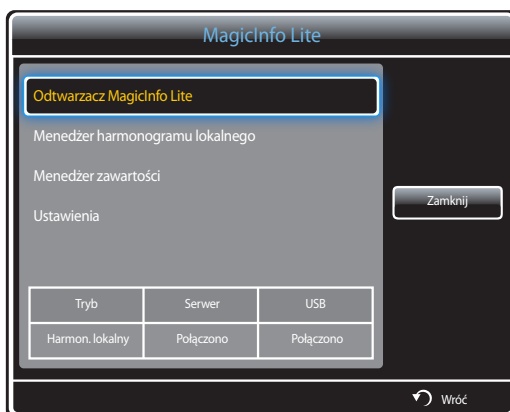 MagicInfo Lite
Odtwarzacz MagicInfo Lite
Menedżer harmonogramu lokalnego
Menedżer zawartości
Ustawienia
Zamknij
Tryb Serwer USB
Harmon. lokalny Połączono Połączono
Wróć